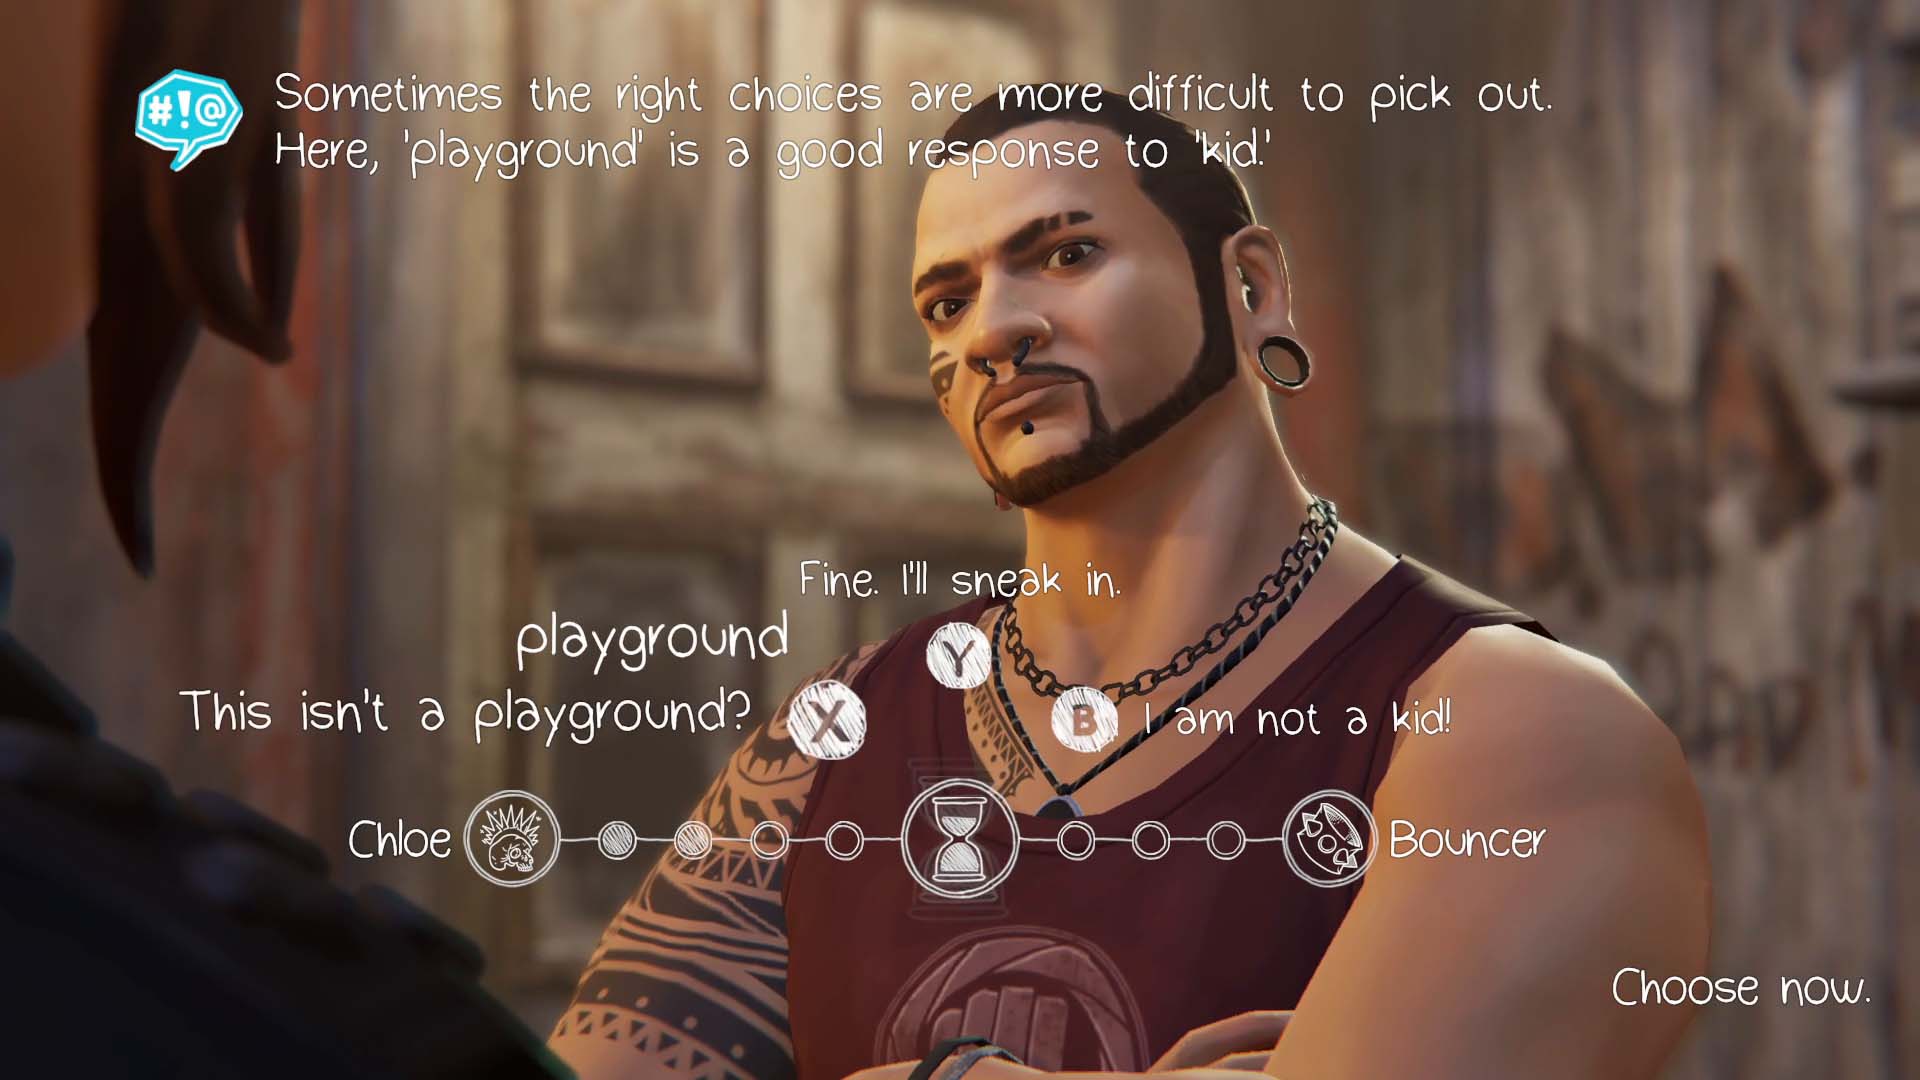 #!@
Sometimes the right choices are more difficult to pick out.
Here, 'playground' is a good response to 'kid.'
Fine. I'll sneak in.
playground
Y
This isn't a playground?
X
B
I am not a kid!
Chloe
Bouncer
Choose now.